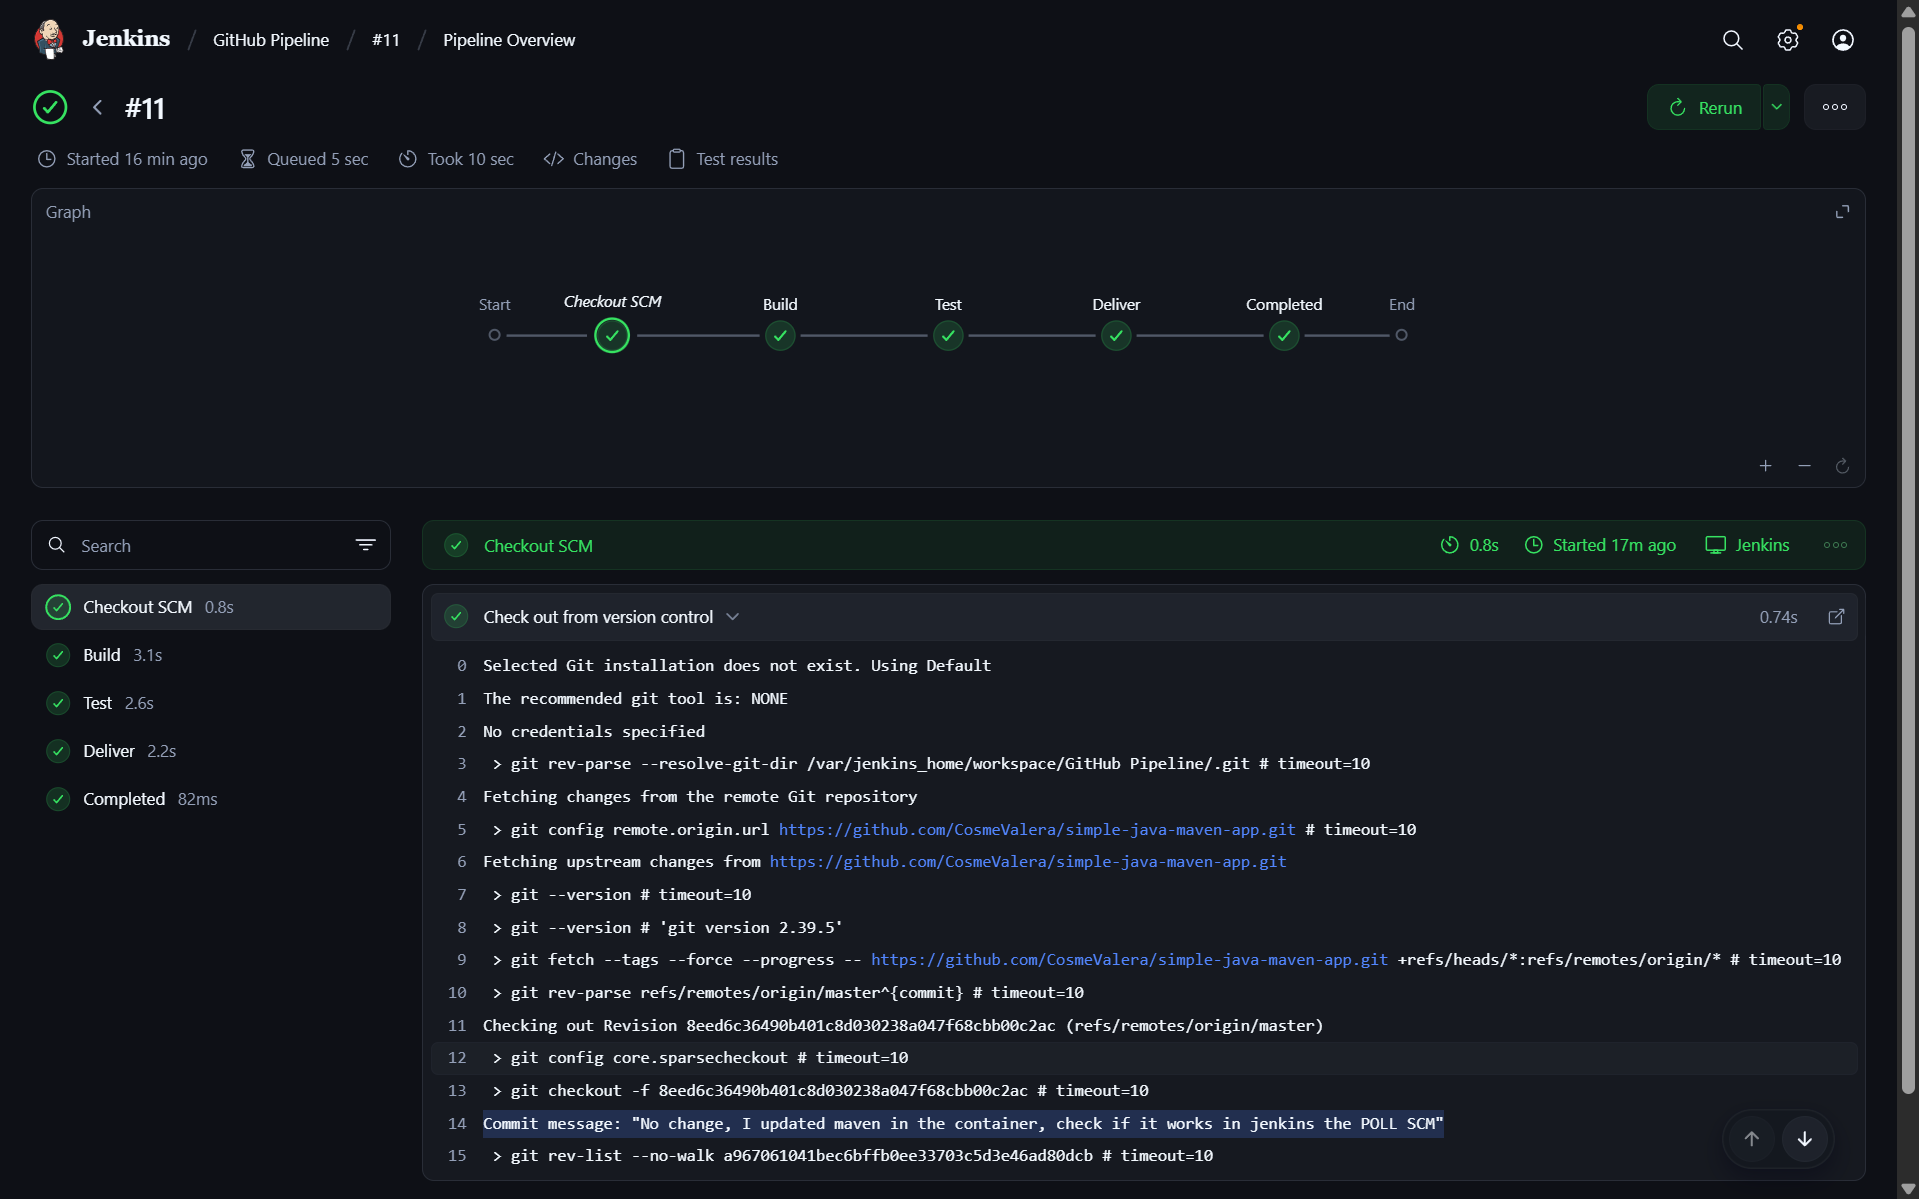 Jenkins / GitHub Pipeline / #11 / Pipeline Overview
#11
Rerun
Started 16 min ago Queued 5 sec Took 10 sec Changes Test results
Graph
Start Checkout SCM Build Test Deliver Completed End
Search
Checkout SCM 0.8s
Build 3.1s
Test 2.6s
Deliver 2.2s
Completed 82ms
Checkout SCM 0.8s Started 17m ago Jenkins
Check out from version control 0.74s
0 Selected Git installation does not exist. Using Default
1 The recommended git tool is: NONE
2 No credentials specified
3 > git rev-parse --resolve-git-dir /var/jenkins_home/workspace/GitHub Pipeline/.git # timeout=10
4 Fetching changes from the remote Git repository
5 > git config remote.origin.url https://github.com/CosmeValera/simple-java-maven-app.git # timeout=10
6 Fetching upstream changes from https://github.com/CosmeValera/simple-java-maven-app.git
7 > git --version # timeout=10
8 > git --version # 'git version 2.39.5'
9 > git fetch --tags --force --progress -- https://github.com/CosmeValera/simple-java-maven-app.git +refs/heads/*:refs/remotes/origin/* # timeout=10
10 > git rev-parse refs/remotes/origin/master^{commit} # timeout=10
11 Checking out Revision 8eed6c36490b401c8d030238a047f68cbb00c2ac (refs/remotes/origin/master)
12 > git config core.sparsecheckout # timeout=10
13 > git checkout -f 8eed6c36490b401c8d030238a047f68cbb00c2ac # timeout=10
14 Commit message: "No change, I updated maven in the container, check if it works in jenkins the POLL SCM"
15 > git rev-list --no-walk a967061041bec6bffb0ee33703c5d3e46ad80dcb # timeout=10